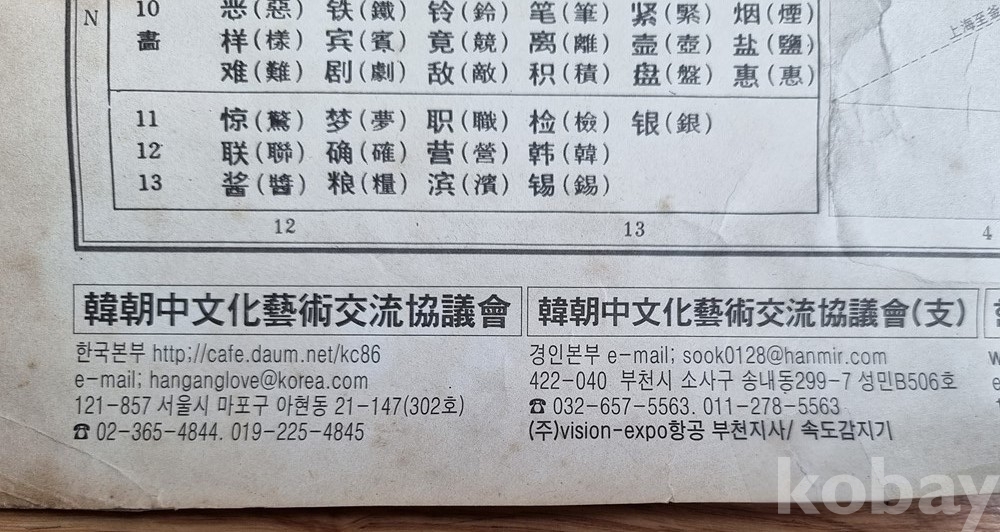 N
10 恶(惡) 铁(鐵) 铃(鈴) 笔(筆) 紧(緊) 烟(煙)
畵 样(樣) 宾(賓) 竞(競) 离(離) 壶(壺) 盐(鹽)
难(難) 剧(劇) 敌(敵) 积(積) 盘(盤) 惠(惠)
11 惊(驚) 梦(夢) 职(職) 检(檢) 银(銀)
12 联(聯) 确(確) 营(營) 韩(韓)
13 酱(醬) 粮(糧) 滨(濱) 锡(錫)
12 13 4
上海至釜
韓朝中文化藝術交流協議會
한국본부 http;//cafe.daum.net/kc86
e-mail; hanganglove@korea.com
121-857 서울시 마포구 아현동 21-147(302호)
☎ 02-365-4844. 019-225-4845
韓朝中文化藝術交流協議會(支)
경인본부 e-mail; sook0128@hanmir.com
422-040 부천시 소사구 송내동299-7 성민B506호
☎ 032-657-5563. 011-278-5563
(주)vision-expo항공 부천지사/ 속도감지기
kobay